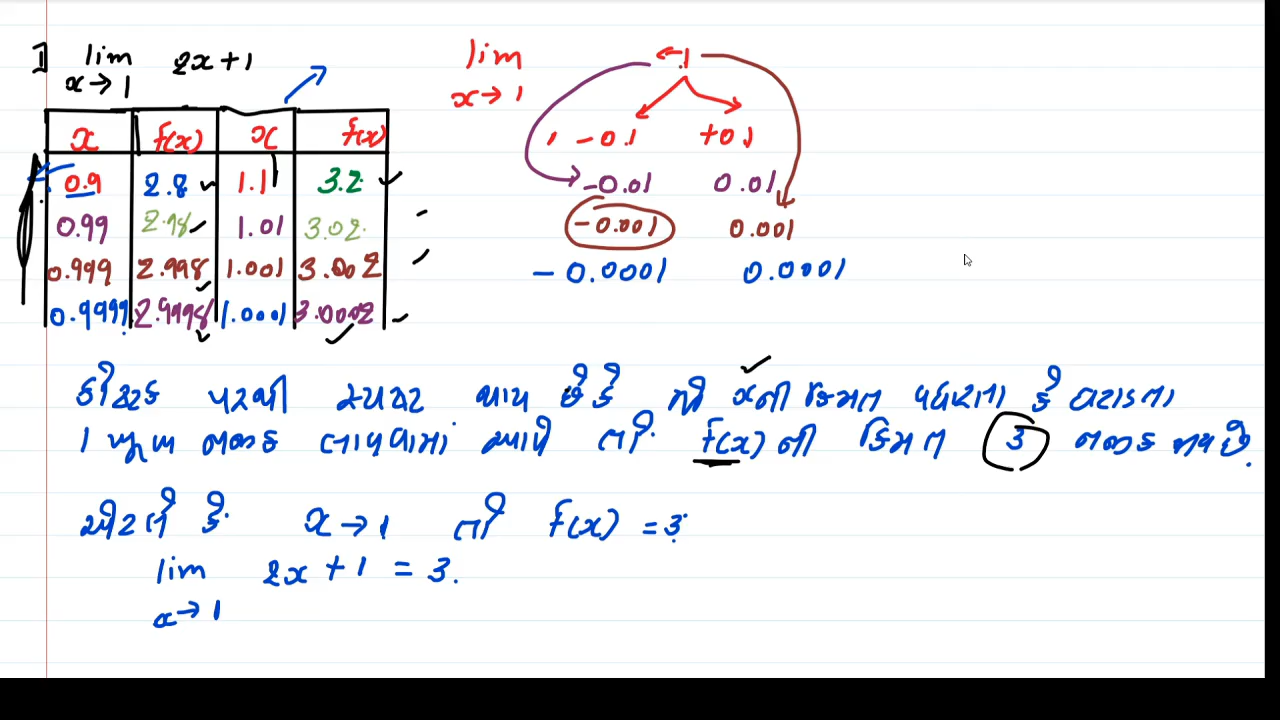 1] lim x→1 2x+1
x f(x) x f(x)
0.9 2.8 1.1 3.2
0.99 2.98 1.01 3.02
0.999 2.998 1.001 3.002
0.9999 2.9998 1.0001 3.0002
lim x→1 1
-0.1 +0.1
-0.01 0.01
-0.001 0.001
-0.0001 0.0001
કોષ્ટક પરથી સ્પષ્ટ થાય છે કે જો xની કિંમત વધારતા કે ઘટાડતા
1 ખૂબ નજીક લાવવામાં આવે તો f(x) ની કિંમત 3 નજીક જાય છે.
એટલે કે x→1 તો f(x) = 3.
lim x→1 2x+1 = 3.